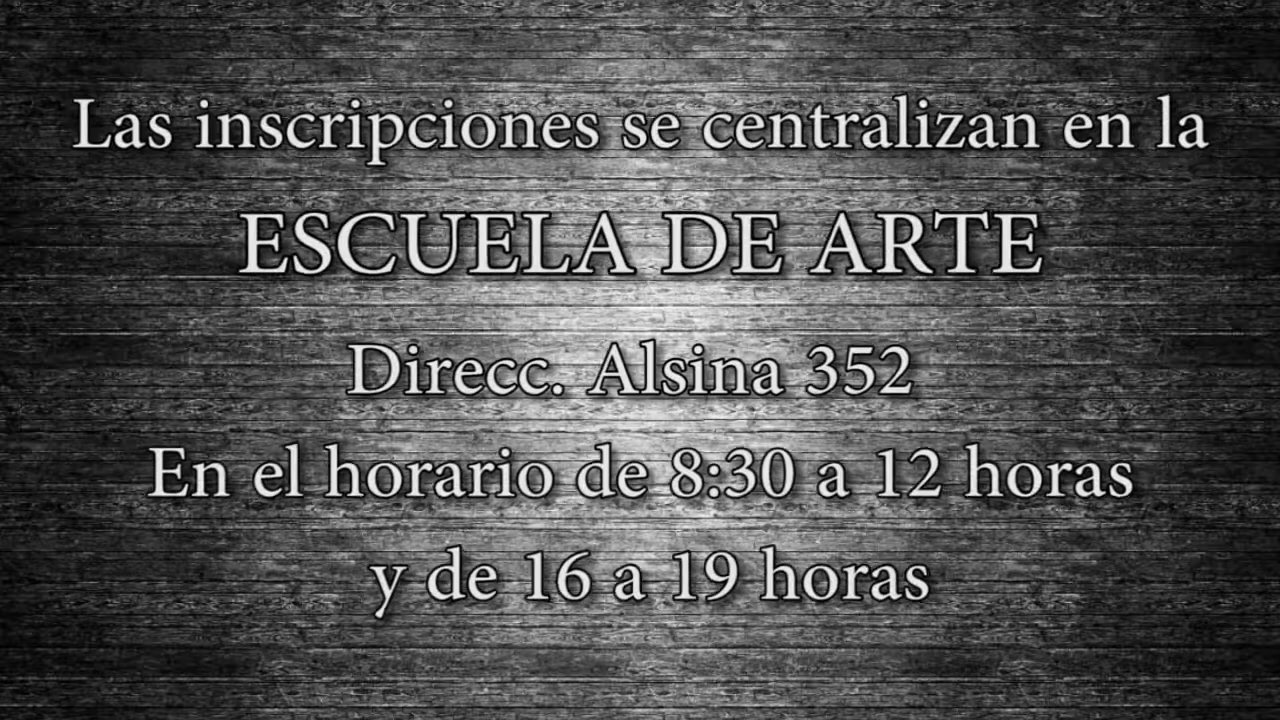 Las inscripciones se centralizan en la
ESCUELA DE ARTE
Direcc. Alsina 352
En el horario de 8:30 a 12 horas
y de 16 a 19 horas